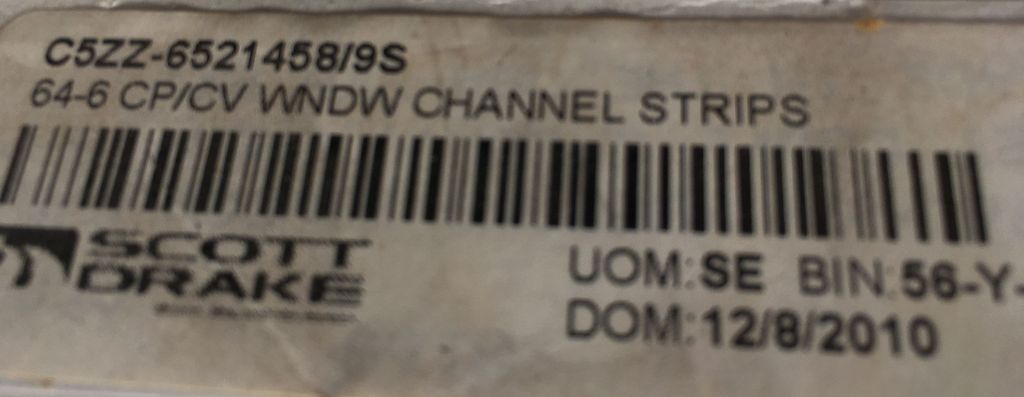 C5ZZ-6521458/9S
64-6 CP/CV WNDW CHANNEL STRIPS
SCOTT
DRAKE
UOM:SE BIN:56-Y-
DOM:12/8/2010